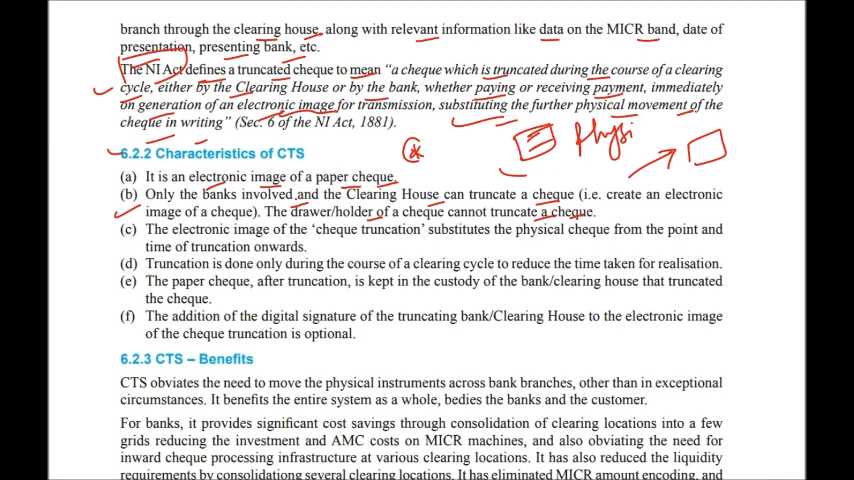 branch through the clearing house, along with relevant information like data on the MICR band, date of
presentation, presenting bank, etc.
The NI Act defines a truncated cheque to mean "a cheque which is truncated during the course of a clearing
cycle, either by the Clearing House or by the bank, whether paying or receiving payment, immediately
on generation of an electronic image for transmission, substituting the further physical movement of the
cheque in writing" (Sec. 6 of the NI Act, 1881).
Physi
6.2.2 Characteristics of CTS
(a) It is an electronic image of a paper cheque.
(b) Only the banks involved and the Clearing House can truncate a cheque (i.e. create an electronic
image of a cheque). The drawer/holder of a cheque cannot truncate a cheque.
(c) The electronic image of the 'cheque truncation' substitutes the physical cheque from the point and
time of truncation onwards.
(d) Truncation is done only during the course of a clearing cycle to reduce the time taken for realisation.
(e) The paper cheque, after truncation, is kept in the custody of the bank/clearing house that truncated
the cheque.
(f) The addition of the digital signature of the truncating bank/Clearing House to the electronic image
of the cheque truncation is optional.
6.2.3 CTS – Benefits
CTS obviates the need to move the physical instruments across bank branches, other than in exceptional
circumstances. It benefits the entire system as a whole, bedies the banks and the customer.
For banks, it provides significant cost savings through consolidation of clearing locations into a few
grids reducing the investment and AMC costs on MICR machines, and also obviating the need for
inward cheque processing infrastructure at various clearing locations. It has also reduced the liquidity
requirements by consolidationg several clearing locations. It has eliminated MICR amount encoding, and